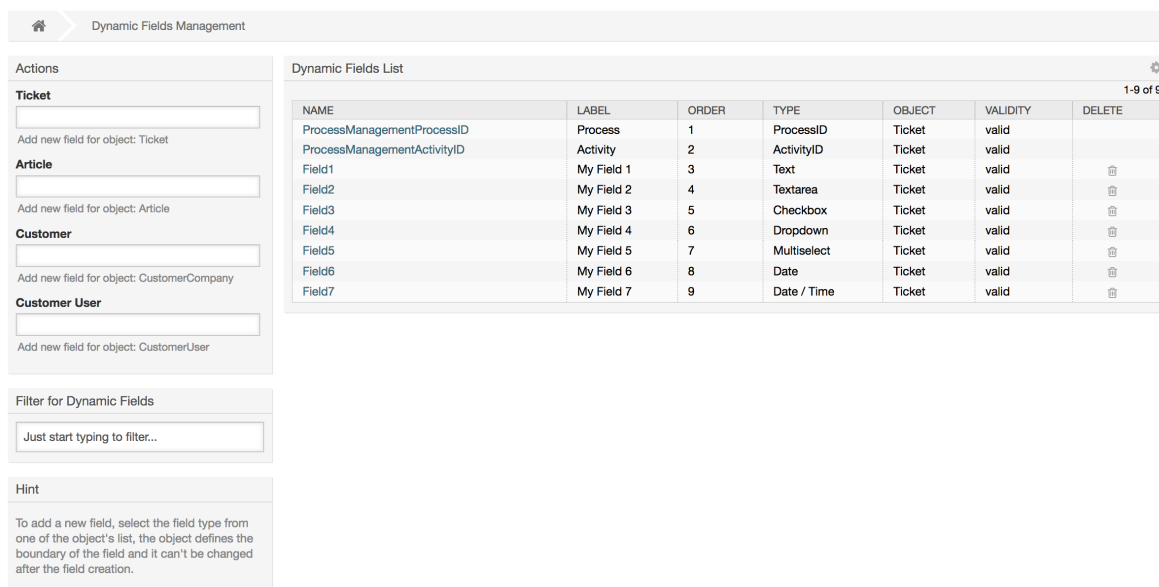 Dynamic Fields Management
Actions
Ticket
Add new field for object: Ticket
Article
Add new field for object: Article
Customer
Add new field for object: CustomerCompany
Customer User
Add new field for object: CustomerUser
Filter for Dynamic Fields
Just start typing to filter...
Hint
To add a new field, select the field type from
one of the object's list, the object defines the
boundary of the field and it can't be changed
after the field creation.
Dynamic Fields List
1-9 of 9
NAME LABEL ORDER TYPE OBJECT VALIDITY DELETE
ProcessManagementProcessID Process 1 ProcessID Ticket valid
ProcessManagementActivityID Activity 2 ActivityID Ticket valid
Field1 My Field 1 3 Text Ticket valid
Field2 My Field 2 4 Textarea Ticket valid
Field3 My Field 3 5 Checkbox Ticket valid
Field4 My Field 4 6 Dropdown Ticket valid
Field5 My Field 5 7 Multiselect Ticket valid
Field6 My Field 6 8 Date Ticket valid
Field7 My Field 7 9 Date / Time Ticket valid